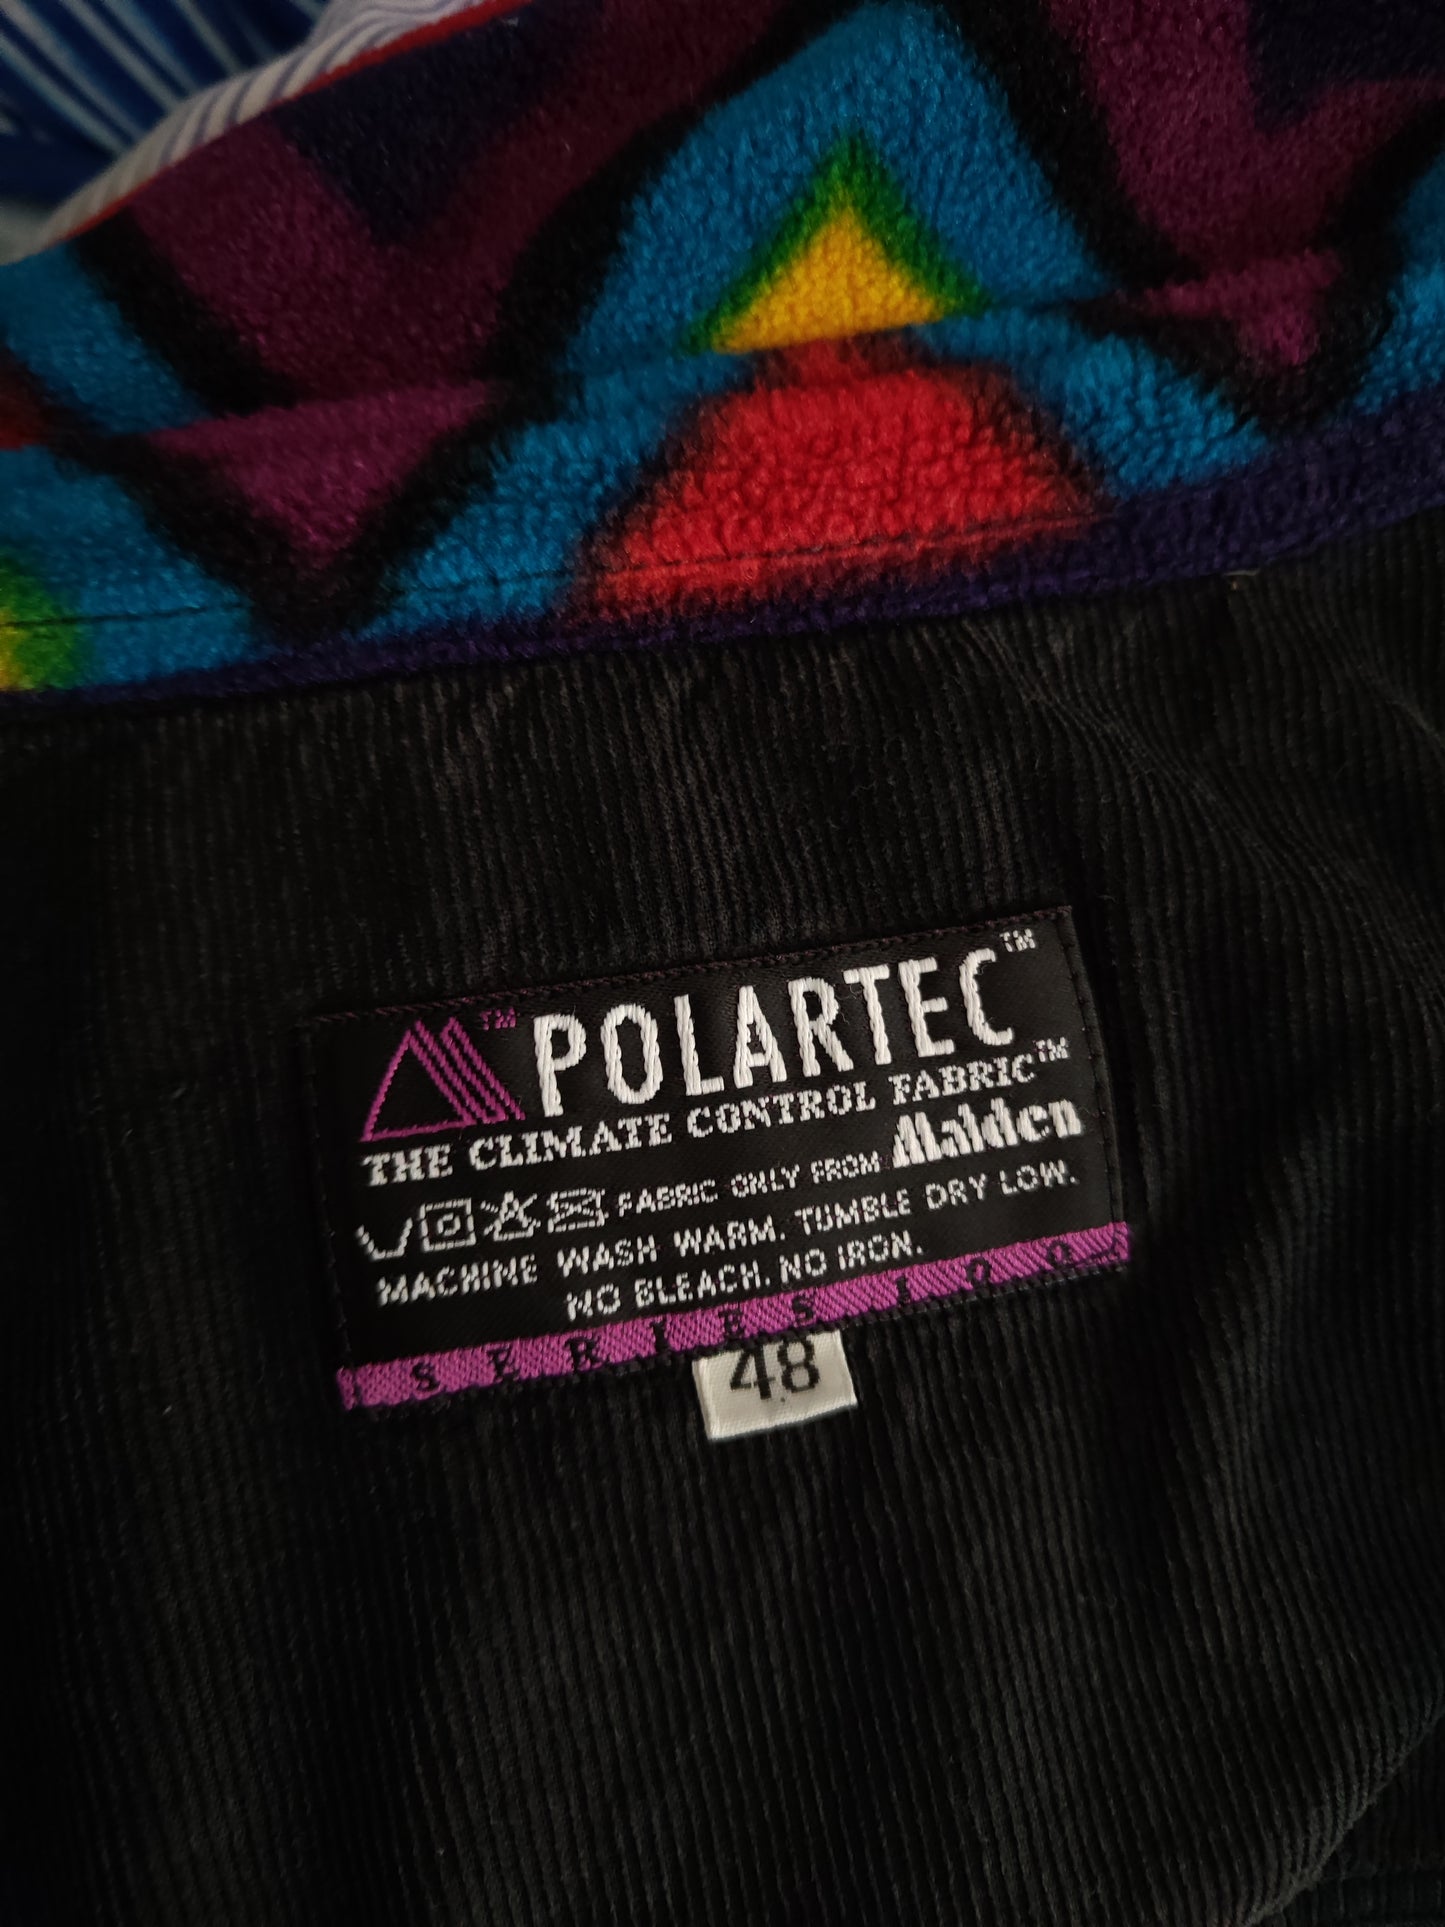 ™ POLARTEC™
THE CLIMATE CONTROL FABRIC™
FABRIC ONLY FROM Malden
MACHINE WASH WARM. TUMBLE DRY LOW.
NO BLEACH. NO IRON.
SERIES 100
48